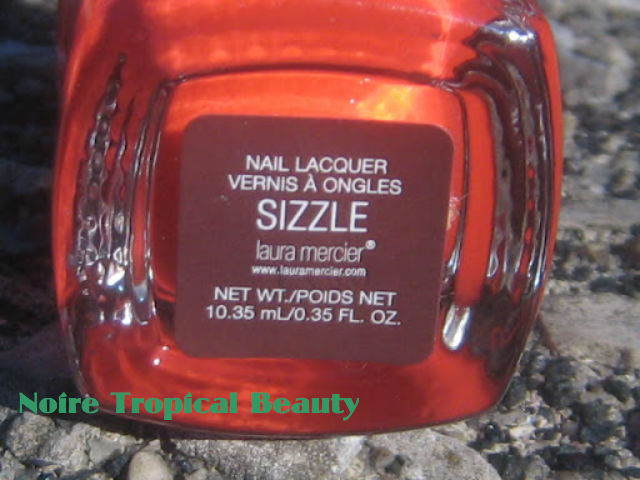 NAIL LACQUER
VERNIS À ONGLES
SIZZLE
laura mercier®
www.lauramercier.com
NET WT./POIDS NET
10.35 mL/0.35 FL. OZ.
Noire Tropical Beauty